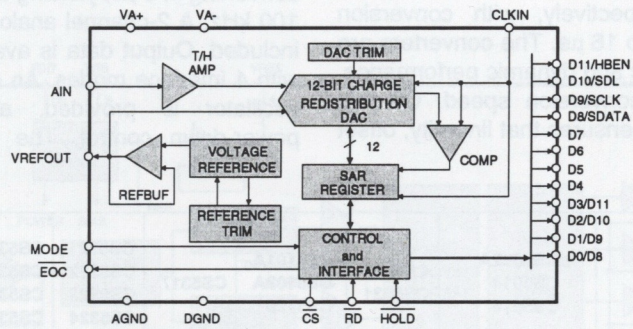 VA+
VA-
CLKIN
AIN
T/H
AMP
DAC TRIM
12-BIT CHARGE
REDISTRIBUTION
DAC
12
COMP
VREFOUT
REFBUF
VOLTAGE
REFERENCE
REFERENCE
TRIM
SAR
REGISTER
CONTROL
and
INTERFACE
MODE
EOC
AGND
DGND
CS
RD
HOLD
D11/HBEN
D10/SDL
D9/SCLK
D8/SDATA
D7
D6
D5
D4
D3/D11
D2/D10
D1/D9
D0/D8